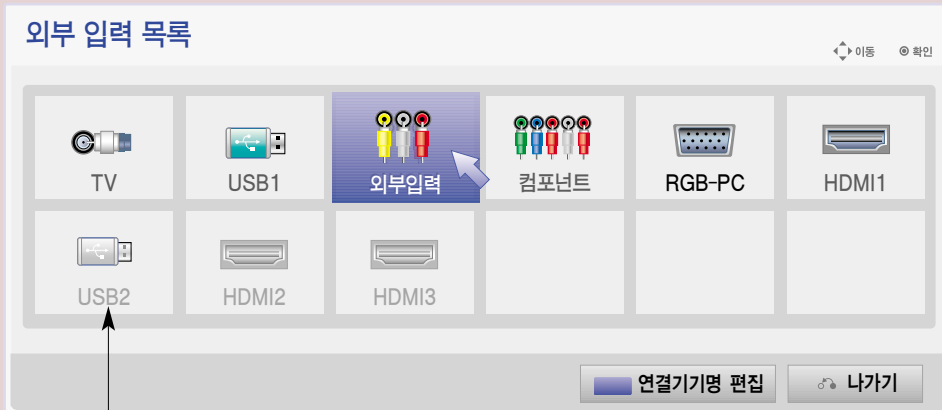 외부 입력 목록
이동 확인
TV USB1 외부입력 컴포넌트 RGB-PC HDMI1
USB2 HDMI2 HDMI3
연결기기명 편집 나가기